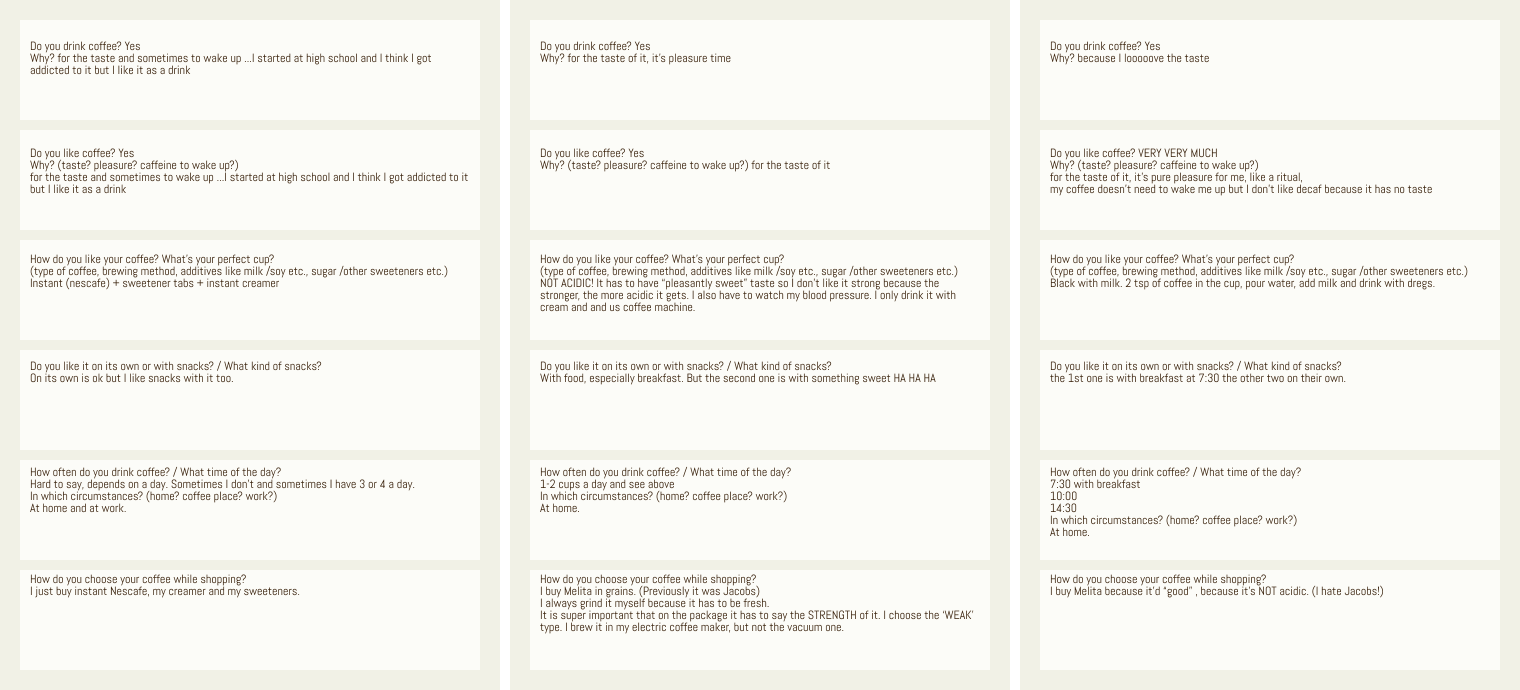 Do you drink coffee? Yes
Why? for the taste and sometimes to wake up ...I started at high school and I think I got
addicted to it but I like it as a drink
Do you like coffee? Yes
Why? (taste? pleasure? caffeine to wake up?)
for the taste and sometimes to wake up ...I started at high school and I think I got addicted to it
but I like it as a drink
How do you like your coffee? What's your perfect cup?
(type of coffee, brewing method, additives like milk /soy etc., sugar /other sweeteners etc.)
Instant (nescafe) + sweetener tabs + instant creamer
Do you like it on its own or with snacks? / What kind of snacks?
On its own is ok but I like snacks with it too.
How often do you drink coffee? / What time of the day?
Hard to say, depends on a day. Sometimes I don't and sometimes I have 3 or 4 a day.
In which circumstances? (home? coffee place? work?)
At home and at work.
How do you choose your coffee while shopping?
I just buy instant Nescafe, my creamer and my sweeteners.
Do you drink coffee? Yes
Why? for the taste of it, it's pleasure time
Do you like coffee? Yes
Why? (taste? pleasure? caffeine to wake up?) for the taste of it
How do you like your coffee? What's your perfect cup?
(type of coffee, brewing method, additives like milk /soy etc., sugar /other sweeteners etc.)
NOT ACIDIC! It has to have “pleasantly sweet” taste so I don't like it strong because the
stronger, the more acidic it gets. I also have to watch my blood pressure. I only drink it with
cream and and us coffee machine.
Do you like it on its own or with snacks? / What kind of snacks?
With food, especially breakfast. But the second one is with something sweet HA HA HA
How often do you drink coffee? / What time of the day?
1-2 cups a day and see above
In which circumstances? (home? coffee place? work?)
At home.
How do you choose your coffee while shopping?
I buy Melita in grains. (Previously it was Jacobs)
I always grind it myself because it has to be fresh.
It is super important that on the package it has to say the STRENGTH of it. I choose the 'WEAK'
type. I brew it in my electric coffee maker, but not the vacuum one.
Do you drink coffee? Yes
Why? because I looooove the taste
Do you like coffee? VERY VERY MUCH
Why? (taste? pleasure? caffeine to wake up?)
for the taste of it, it's pure pleasure for me, like a ritual,
my coffee doesn't need to wake me up but I don't like decaf because it has no taste
How do you like your coffee? What's your perfect cup?
(type of coffee, brewing method, additives like milk /soy etc., sugar /other sweeteners etc.)
Black with milk. 2 tsp of coffee in the cup, pour water, add milk and drink with dregs.
Do you like it on its own or with snacks? / What kind of snacks?
the 1st one is with breakfast at 7:30 the other two on their own.
How often do you drink coffee? / What time of the day?
7:30 with breakfast
10:00
14:30
In which circumstances? (home? coffee place? work?)
At home.
How do you choose your coffee while shopping?
I buy Melita because it'd “good” , because it's NOT acidic. (I hate Jacobs!)